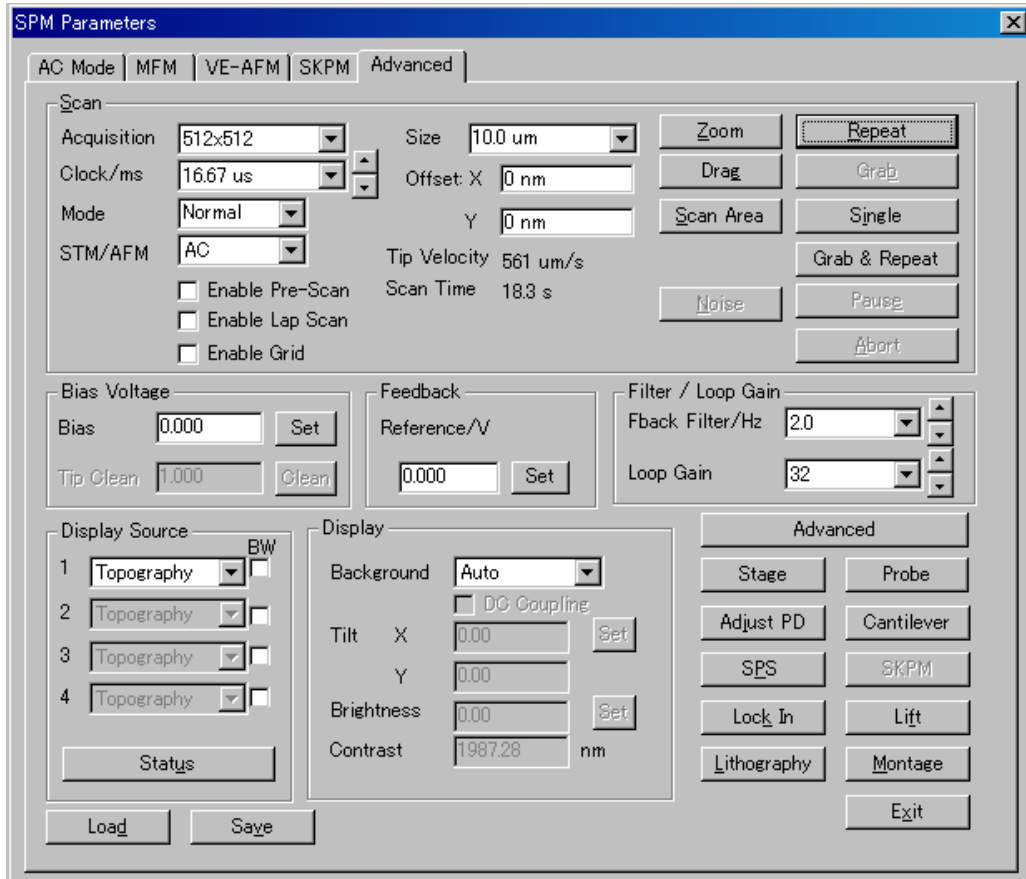 SPM Parameters
AC Mode MFM VE-AFM SKPM Advanced
Scan
Acquisition 512x512 Size 10.0 um Zoom Repeat
Clock/ms 16.67 us Offset: X 0 nm Drag Grab
Mode Normal Y 0 nm Scan Area Single
STM/AFM AC Tip Velocity 561 um/s Grab & Repeat
Enable Pre-Scan Scan Time 18.3 s Noise Pause
Enable Lap Scan
Enable Grid Abort
Bias Voltage Feedback Filter / Loop Gain
Bias 0.000 Set Reference/V Fback Filter/Hz 2.0
Tip Clean 1.000 Clean 0.000 Set Loop Gain 32
Display Source BW Display Advanced
1 Topography Background Auto Stage Probe
2 Topography DC Coupling
3 Topography Tilt X 0.00 Set Adjust PD Cantilever
4 Topography Y 0.00 SPS SKPM
Brightness 0.00 Set Lock In Lift
Status Contrast 1987.28 nm Lithography Montage
Load Save Exit